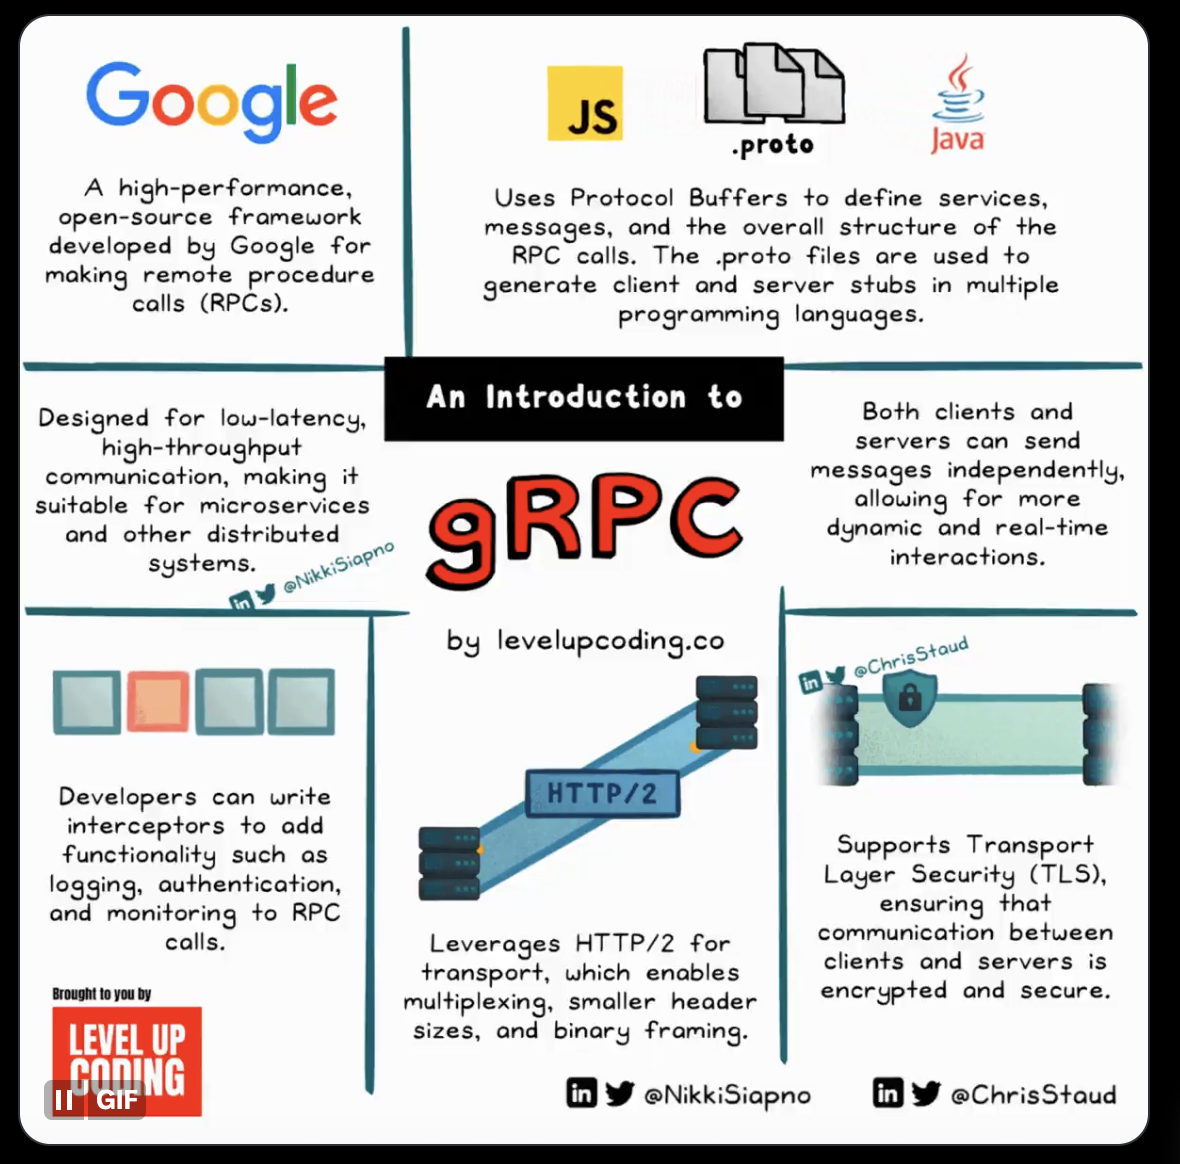 Google
A high-performance,
open-source framework
developed by Google for
making remote procedure
calls (RPCs).
JS
.proto
Java
Uses Protocol Buffers to define services,
messages, and the overall structure of the
RPC calls. The .proto files are used to
generate client and server stubs in multiple
programming languages.
Designed for low-latency,
high-throughput
communication, making it
suitable for microservices
and other distributed
systems.
in @NikkiSiapno
An Introduction to
gRPC
by levelupcoding.co
Both clients and
servers can send
messages independently,
allowing for more
dynamic and real-time
interactions.
Developers can write
interceptors to add
functionality such as
logging, authentication,
and monitoring to RPC
calls.
HTTP/2
Leverages HTTP/2 for
transport, which enables
multiplexing, smaller header
sizes, and binary framing.
in @ChrisStaud
Supports Transport
Layer Security (TLS),
ensuring that
communication between
clients and servers is
encrypted and secure.
Brought to you by
LEVEL UP
CODING
GIF
in @NikkiSiapno
in @ChrisStaud